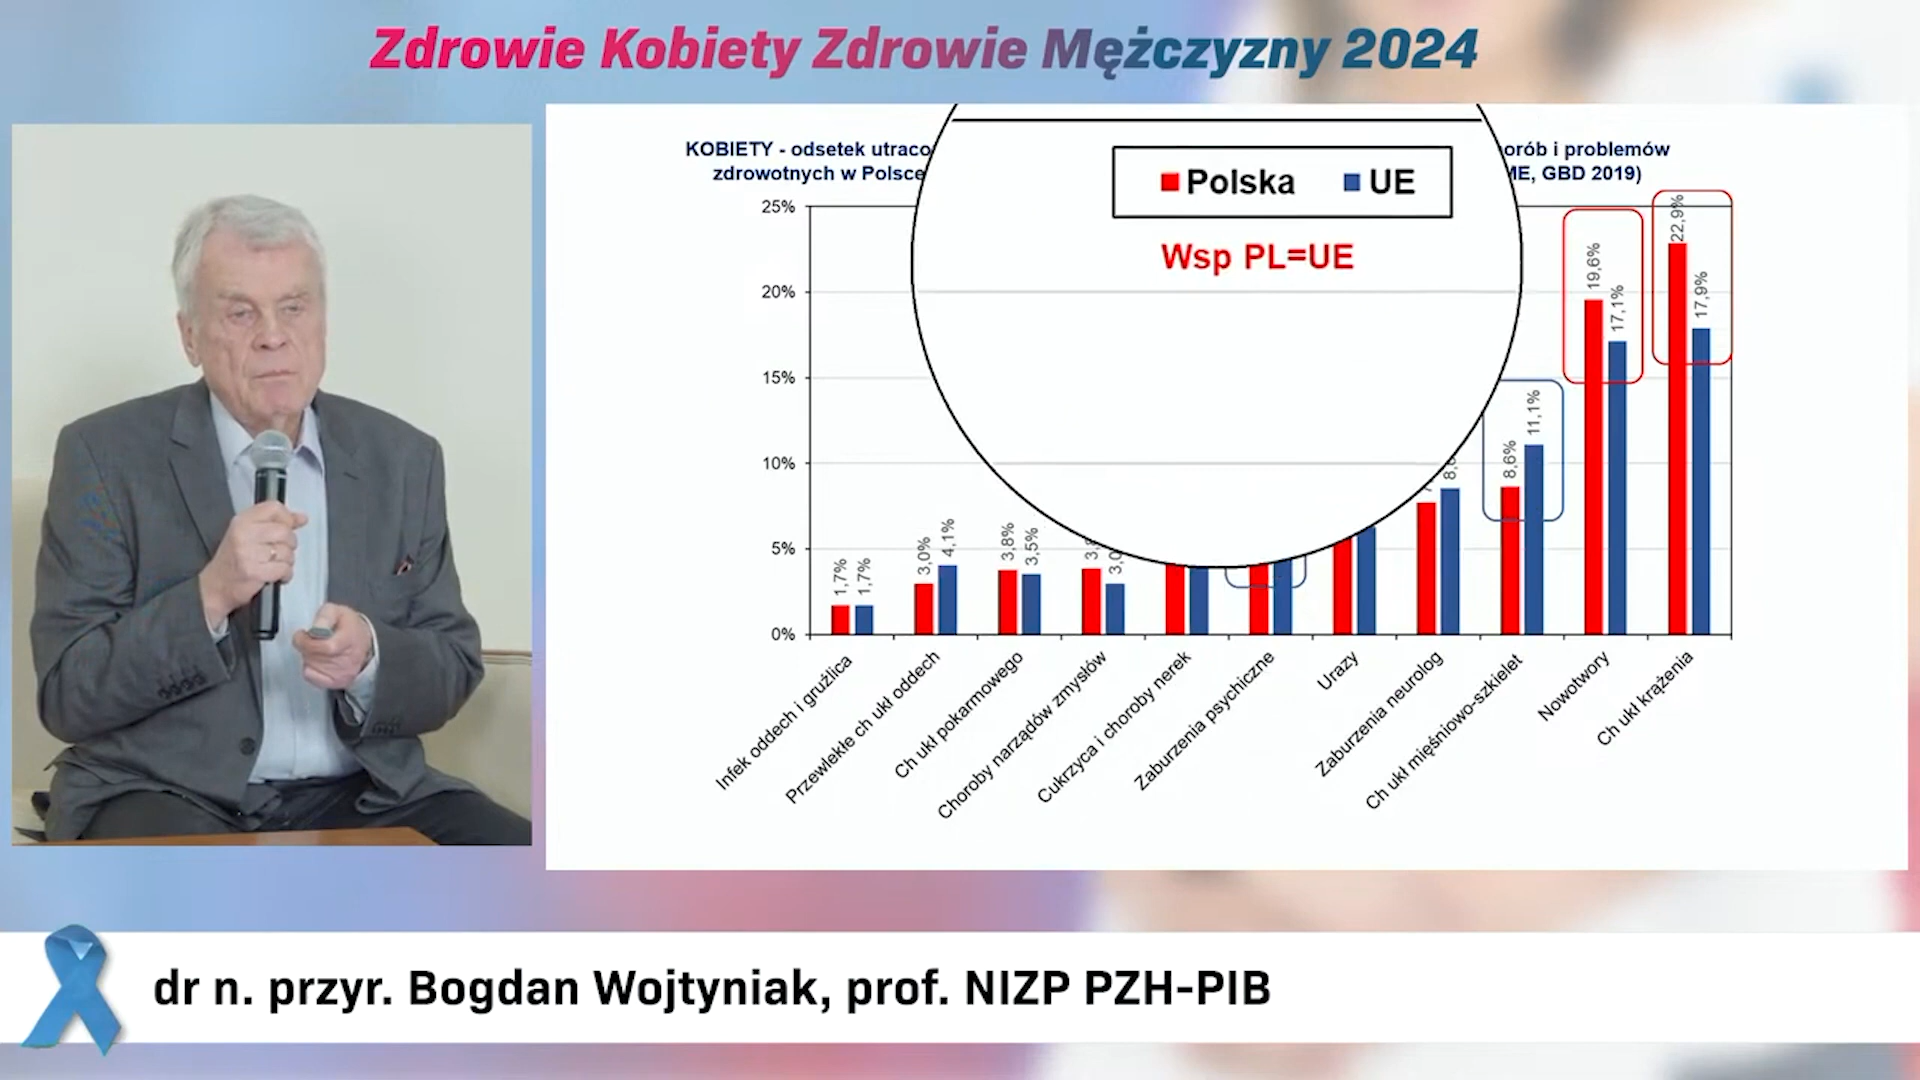 Zdrowie Kobiety Zdrowie Mężczyzny 2024
KOBIETY - odsetek orób i problemów
zdrowotnych w Polsce GBD 2019)
Polska UE
Wsp PL=UE
25%
20%
15%
10%
5%
0%
1,7% 1,7%
3,0% 4,1%
3,8% 3,5%
8,6% 11,1%
19,6% 17,1%
22,9% 17,9%
Infek oddech i gruźlica
Przewekłe ch ukł oddech
Ch ukł pokarmowego
Choroby narządów zmysłów
Cukrzyca i choroby nerek
Zaburzenia psychiczne
Urazy
Zaburzenia neurolog
Ch ukł mięśniowo-szkielet
Nowotwory
Ch ukł krążenia
dr n. przyr. Bogdan Wojtyniak, prof. NIZP PZH-PIB